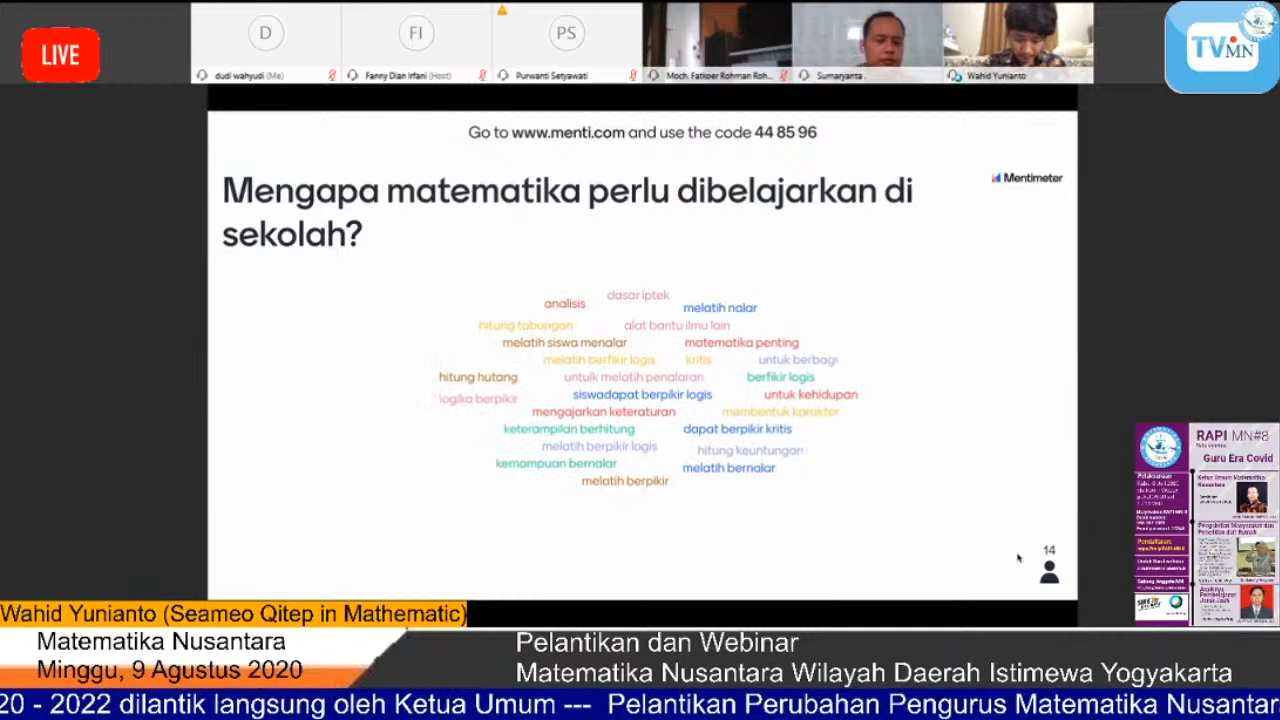 LIVE
D
FI
PS
dudi wahyudi (Me)
Fanny Dian Irfani (Host)
Purwanti Setyawati
Moch. Fatkoer Rohman Roh...
Sumaryanta
Wahid Yunianto
TVMN
Go to www.menti.com and use the code 44 85 96
Mentimeter
Mengapa matematika perlu dibelajarkan di
sekolah?
dasar iptek
analisis
melatih nalar
hitung tabungan
alat bantu ilmu lain
melatih siswa menalar
matematika penting
melatih berfikir logis
kritis
untuk berbagi
hitung hutang
untulk melatih penalaran
berfikir logis
siswadapat berpikir logis
untuk kehidupan
logika berpikir
mengajarkan keteraturan
membentuk karakter
keterampilan berhitung
dapat berpikir kritis
melatih berpikir logis
hitung keuntungan
kemampuan bernalar
melatih bernalar
melatih berpikir
14
RAPI MN#8
Guru Era Covid
Wahid Yunianto (Seameo Qitep in Mathematic)
Matematika Nusantara
Minggu, 9 Agustus 2020
Pelantikan dan Webinar
Matematika Nusantara Wilayah Daerah Istimewa Yogyakarta
20 - 2022 dilantik langsung oleh Ketua Umum --- Pelantikan Perubahan Pengurus Matematika Nusantar